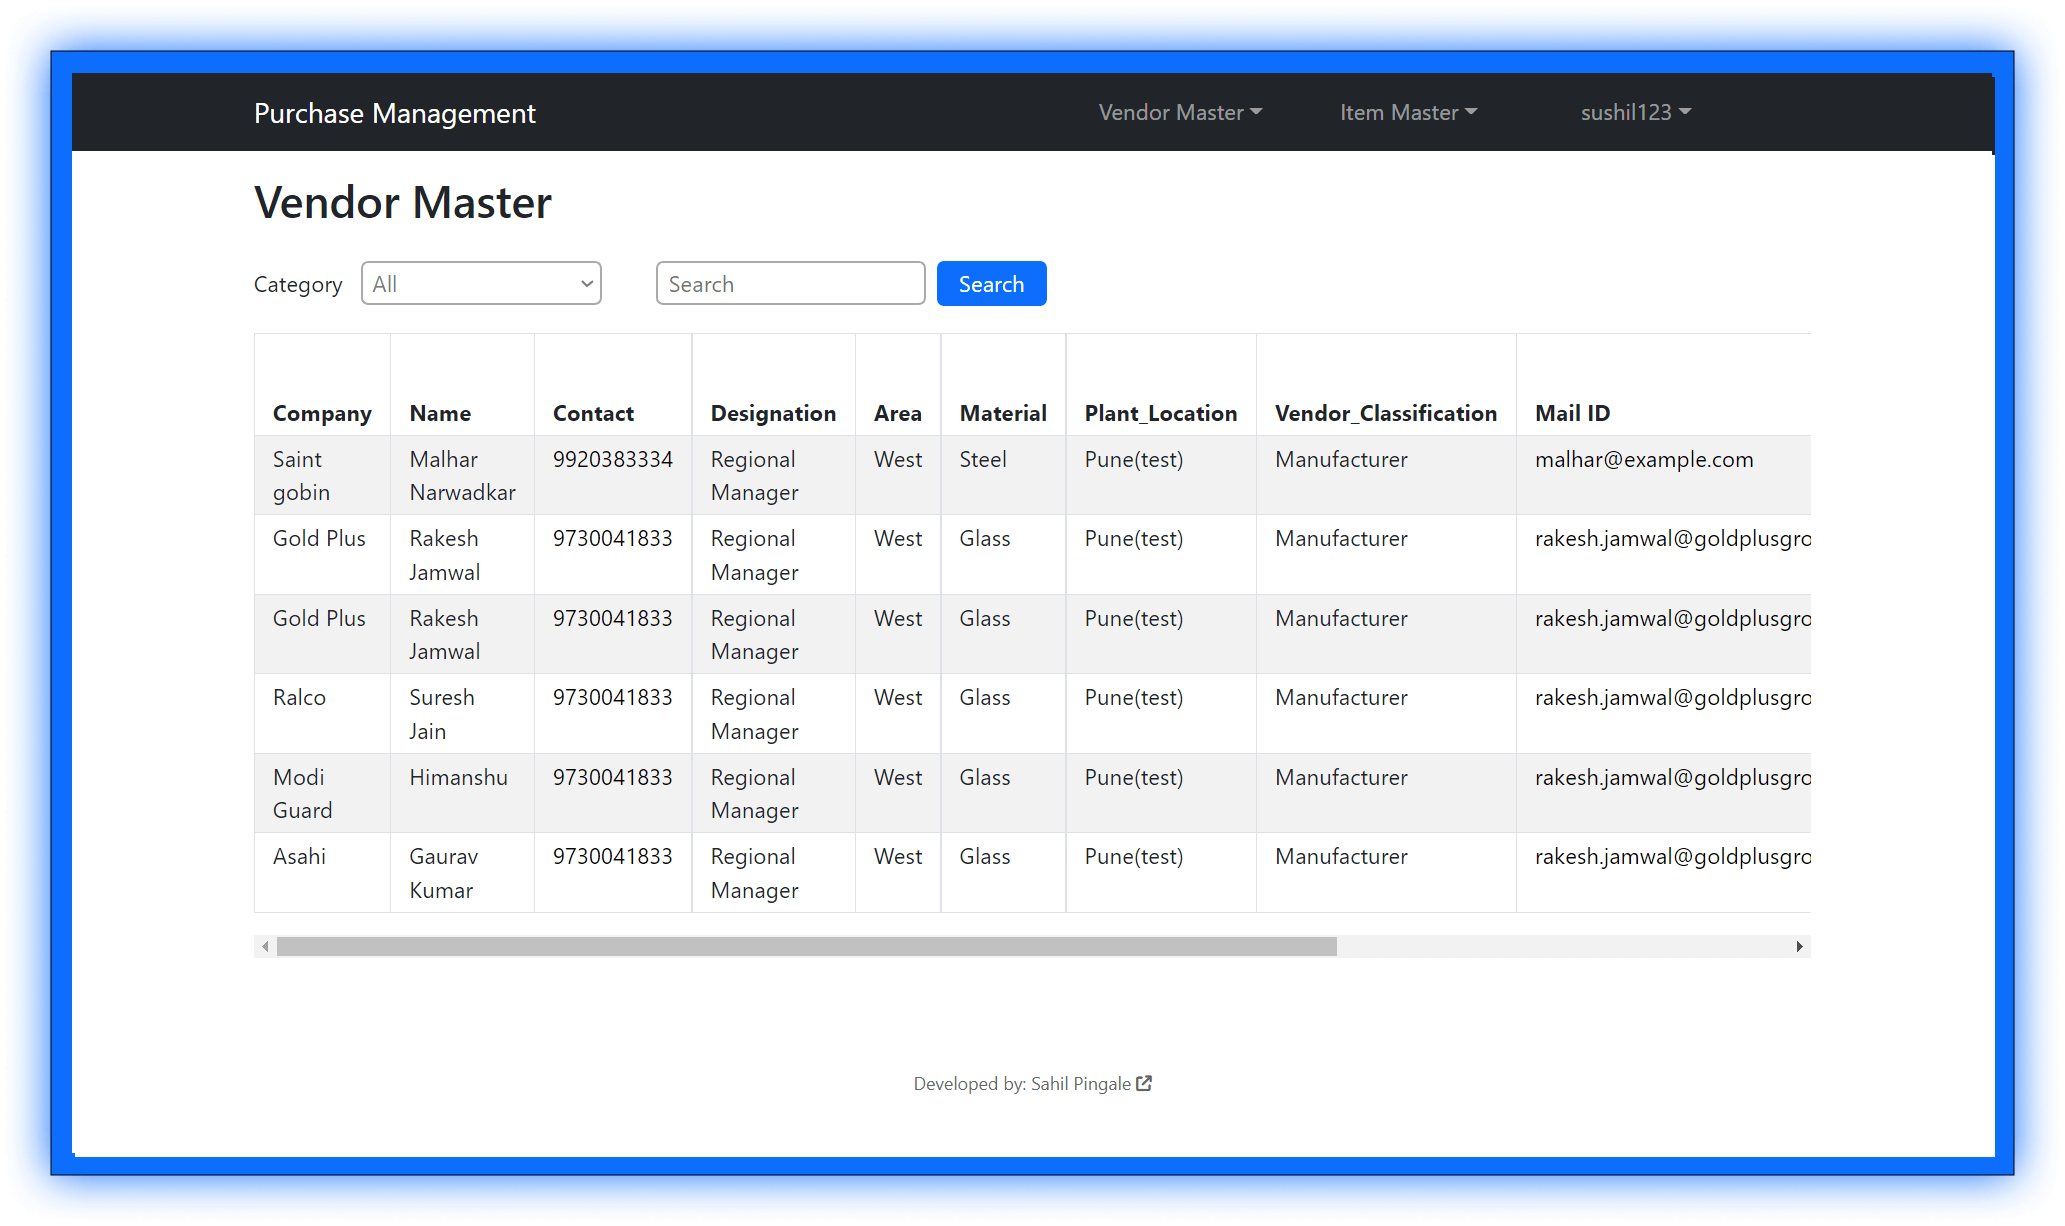 Purchase Management Vendor Master Item Master sushil123
Vendor Master
Category All Search Search
Company Name Contact Designation Area Material Plant_Location Vendor_Classification Mail ID
Saint Malhar 9920383334 Regional West Steel Pune(test) Manufacturer malhar@example.com
gobin Narwadkar Manager
Gold Plus Rakesh 9730041833 Regional West Glass Pune(test) Manufacturer rakesh.jamwal@goldplusgro
Jamwal Manager
Gold Plus Rakesh 9730041833 Regional West Glass Pune(test) Manufacturer rakesh.jamwal@goldplusgro
Jamwal Manager
Ralco Suresh 9730041833 Regional West Glass Pune(test) Manufacturer rakesh.jamwal@goldplusgro
Jain Manager
Modi Himanshu 9730041833 Regional West Glass Pune(test) Manufacturer rakesh.jamwal@goldplusgro
Guard Manager
Asahi Gaurav 9730041833 Regional West Glass Pune(test) Manufacturer rakesh.jamwal@goldplusgro
Kumar Manager
Developed by: Sahil Pingale